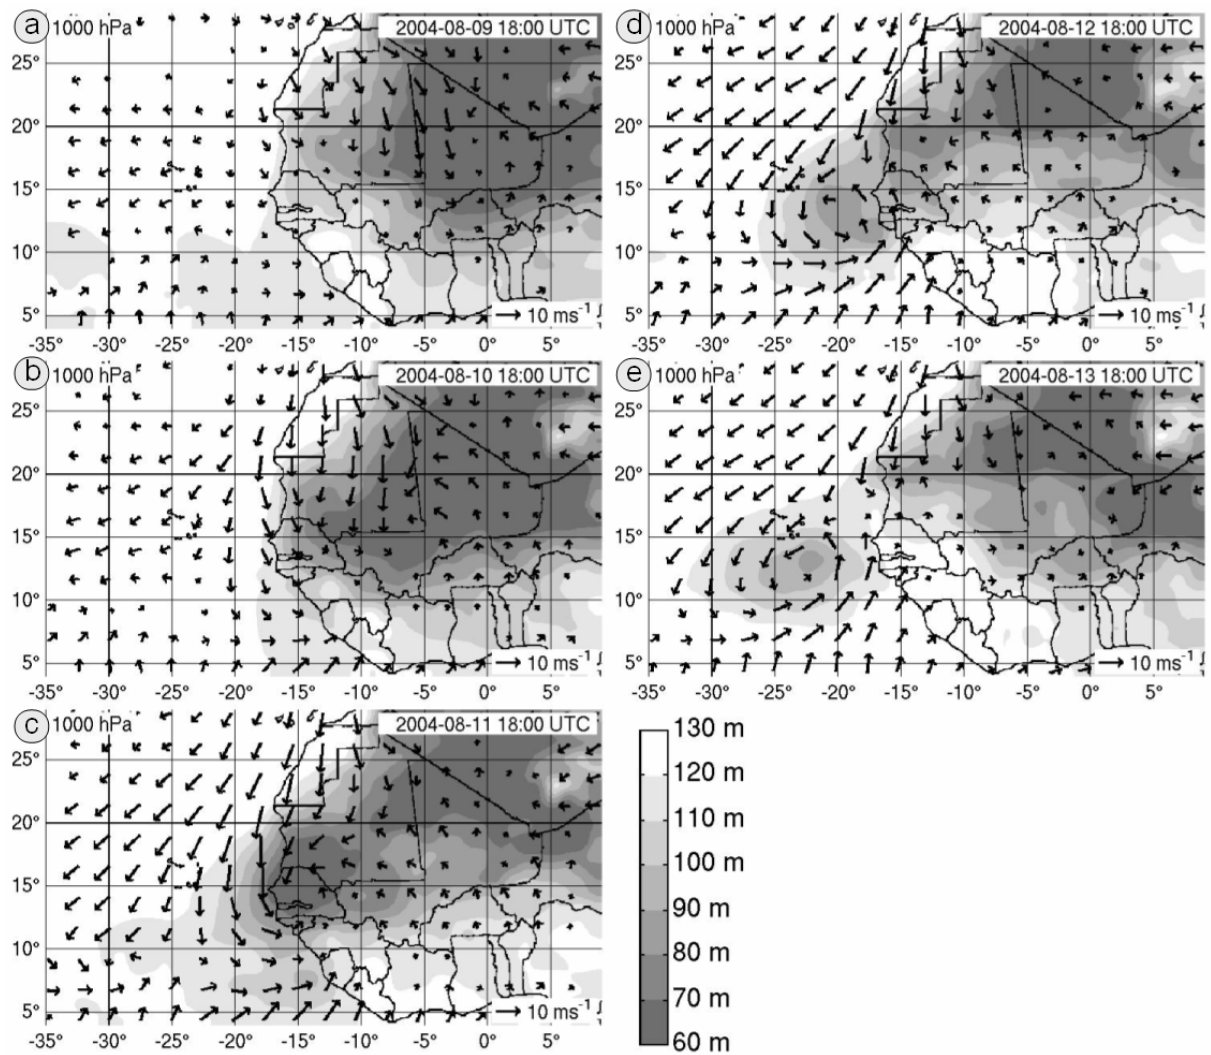 a 1000 hPa 2004-08-09 18:00 UTC
25°
20°
15°
10°
5°
10 ms⁻¹
-35° -30° -25° -20° -15° -10° -5° 0° 5°
b 1000 hPa 2004-08-10 18:00 UTC
25°
20°
15°
10°
5°
10 ms⁻¹
-35° -30° -25° -20° -15° -10° -5° 0° 5°
c 1000 hPa 2004-08-11 18:00 UTC
25°
20°
15°
10°
5°
10 ms⁻¹
-35° -30° -25° -20° -15° -10° -5° 0° 5°
d 1000 hPa 2004-08-12 18:00 UTC
25°
20°
15°
10°
5°
10 ms⁻¹
-35° -30° -25° -20° -15° -10° -5° 0° 5°
e 1000 hPa 2004-08-13 18:00 UTC
25°
20°
15°
10°
5°
10 ms⁻¹
-35° -30° -25° -20° -15° -10° -5° 0° 5°
130 m
120 m
110 m
100 m
90 m
80 m
70 m
60 m